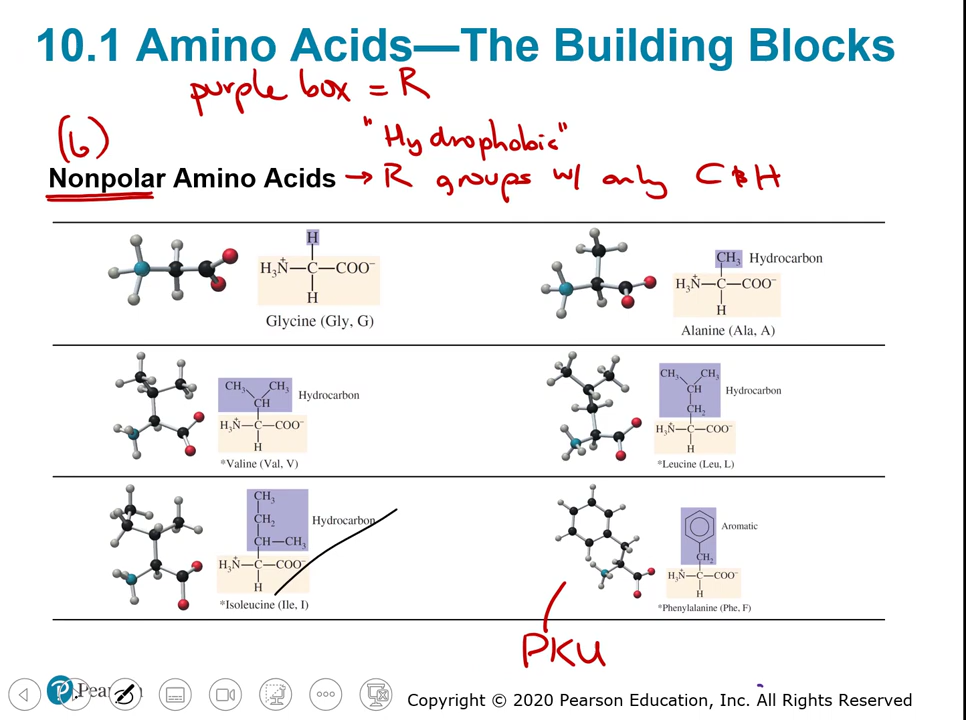 10.1 Amino Acids—The Building Blocks
purple box = R
(6)
"Hydrophobic"
Nonpolar Amino Acids → R groups w/ only C & H
H
H₃N⁺—C—COO⁻
H
Glycine (Gly, G)
CH₃ Hydrocarbon
H₃N⁺—C—COO⁻
H
Alanine (Ala, A)
CH₃ CH₃
Hydrocarbon
CH
H₃N⁺—C—COO⁻
H
*Valine (Val, V)
CH₃ CH₃
CH Hydrocarbon
CH₂
H₃N⁺—C—COO⁻
H
*Leucine (Leu, L)
CH₃
CH₂ Hydrocarbon
CH—CH₃
H₃N⁺—C—COO⁻
H
*Isoleucine (Ile, I)
Aromatic
CH₂
H₃N⁺—C—COO⁻
H
*Phenylalanine (Phe, F)
PKU
P Pearson
Copyright © 2020 Pearson Education, Inc. All Rights Reserved